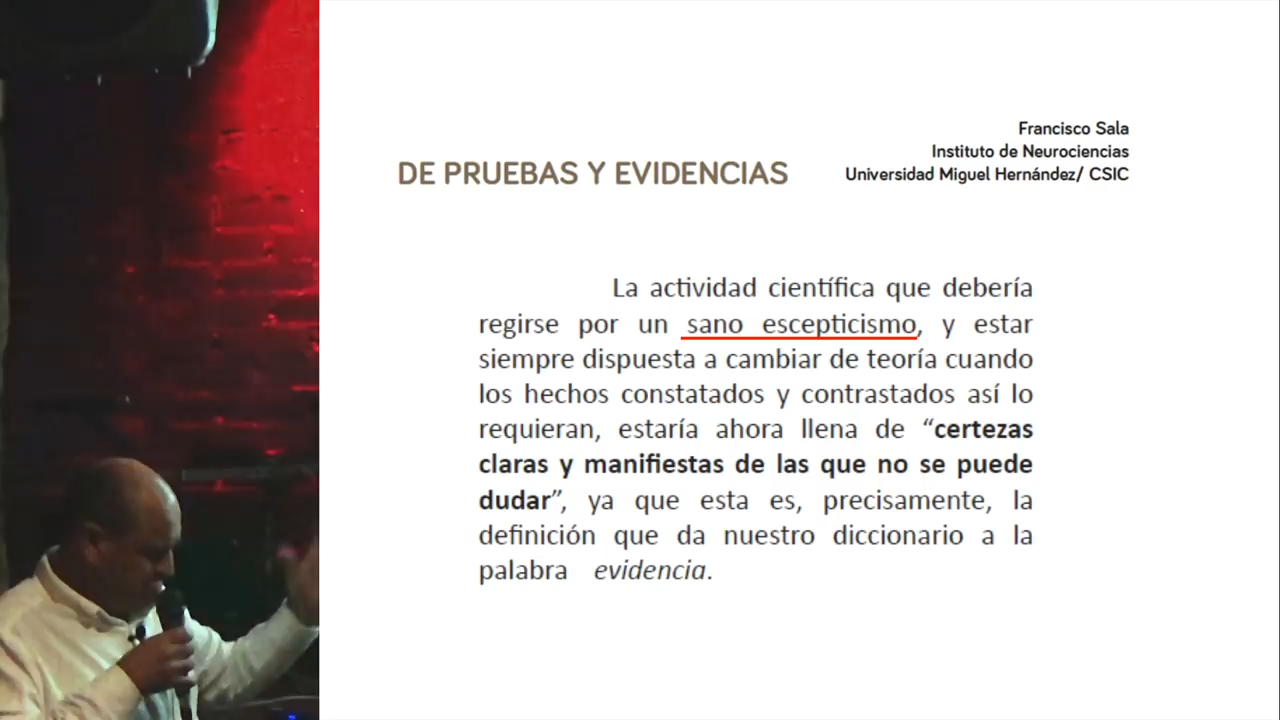 Francisco Sala
Instituto de Neurociencias
Universidad Miguel Hernández/ CSIC
DE PRUEBAS Y EVIDENCIAS
La actividad científica que debería
regirse por un sano escepticismo, y estar
siempre dispuesta a cambiar de teoría cuando
los hechos constatados y contrastados así lo
requieran, estaría ahora llena de “certezas
claras y manifiestas de las que no se puede
dudar”, ya que esta es, precisamente, la
definición que da nuestro diccionario a la
palabra evidencia.